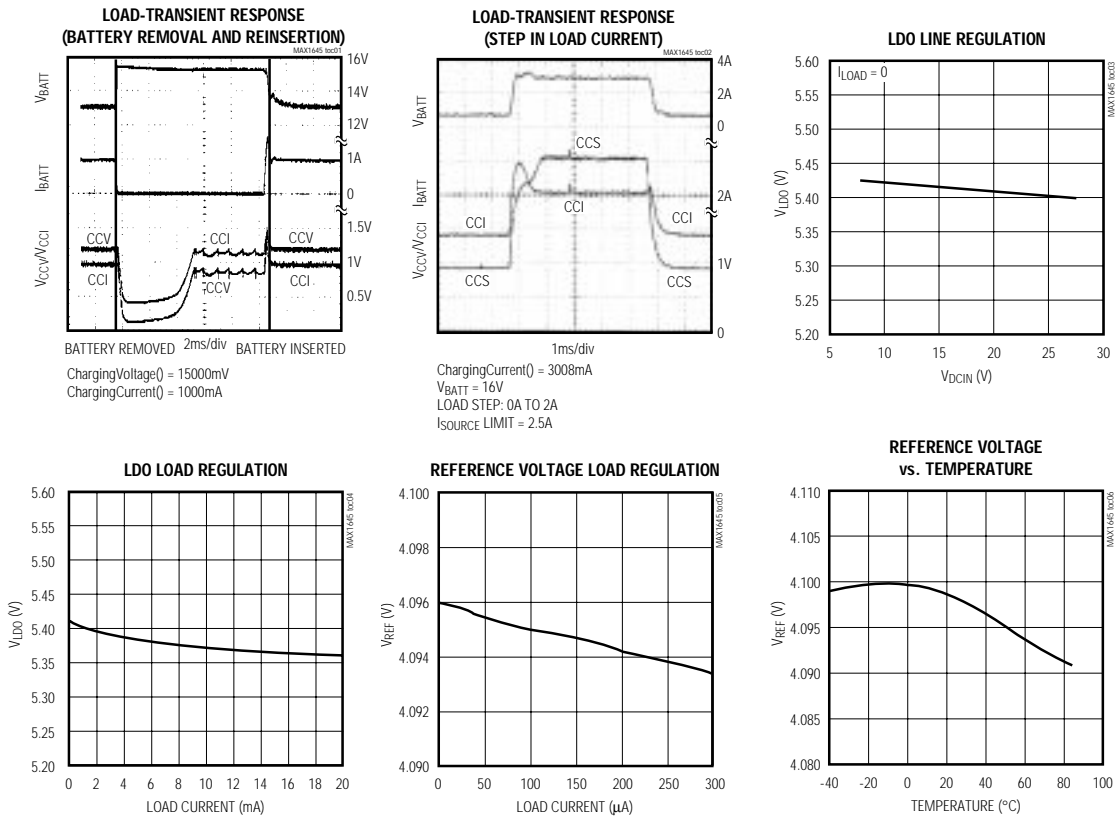 LOAD-TRANSIENT RESPONSE
(BATTERY REMOVAL AND REINSERTION)
MAX1645 toc01
16V
14V
12V
1A
0
1.5V
1V
0.5V
VBATT
IBATT
VCCV/VCCI
CCV
CCI
CCI
CCV
CCV
CCI
BATTERY REMOVED 2ms/div BATTERY INSERTED
ChargingVoltage() = 15000mV
ChargingCurrent() = 1000mA
LOAD-TRANSIENT RESPONSE
(STEP IN LOAD CURRENT)
MAX1645 toc02
4A
2A
0
2A
1V
0
VBATT
IBATT
VCCV/VCCI
CCS
CCI
CCI
CCI
CCS
CCS
1ms/div
ChargingCurrent() = 3008mA
VBATT = 16V
LOAD STEP: 0A TO 2A
ISOURCE LIMIT = 2.5A
LDO LINE REGULATION
MAX1645 toc03
ILOAD = 0
5.60
5.55
5.50
5.45
5.40
5.30
5.25
5.20
VLDO (V)
5 10 15 20 25 30
VDCIN (V)
LDO LOAD REGULATION
MAX1645 toc04
5.60
5.55
5.50
5.45
5.40
5.35
5.30
5.25
5.20
VLDO (V)
0 2 4 6 8 10 12 14 16 18 20
LOAD CURRENT (mA)
REFERENCE VOLTAGE LOAD REGULATION
MAX1645 toc05
4.100
4.098
4.096
4.094
4.092
4.090
VREF (V)
0 50 100 150 200 250 300
LOAD CURRENT (μA)
REFERENCE VOLTAGE
vs. TEMPERATURE
MAX1645 toc06
4.110
4.105
4.100
4.095
4.090
4.085
4.080
VREF (V)
-40 -20 0 20 40 60 80 100
TEMPERATURE (°C)